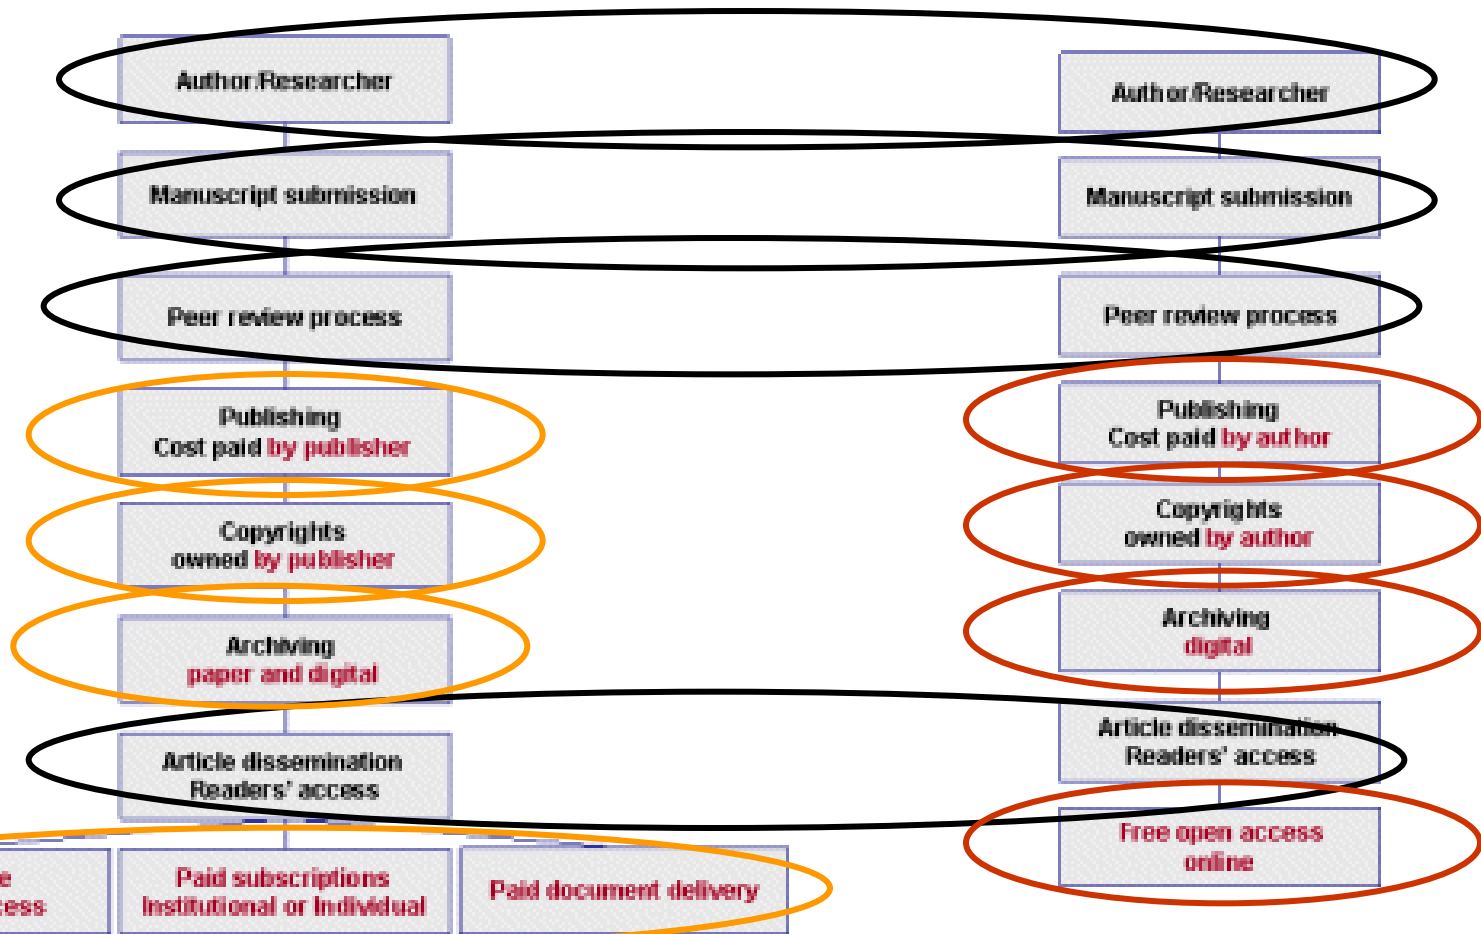 Author/Researcher
Manuscript submission
Peer review process
Publishing
Cost paid by publisher
Copyrights
owned by publisher
Archiving
paper and digital
Article dissemination
Readers' access
Paid subscriptions
Institutional or Individual
Paid document delivery
Author/Researcher
Manuscript submission
Peer review process
Publishing
Cost paid by author
Copyrights
owned by author
Archiving
digital
Article dissemination
Readers' access
Free open access
online